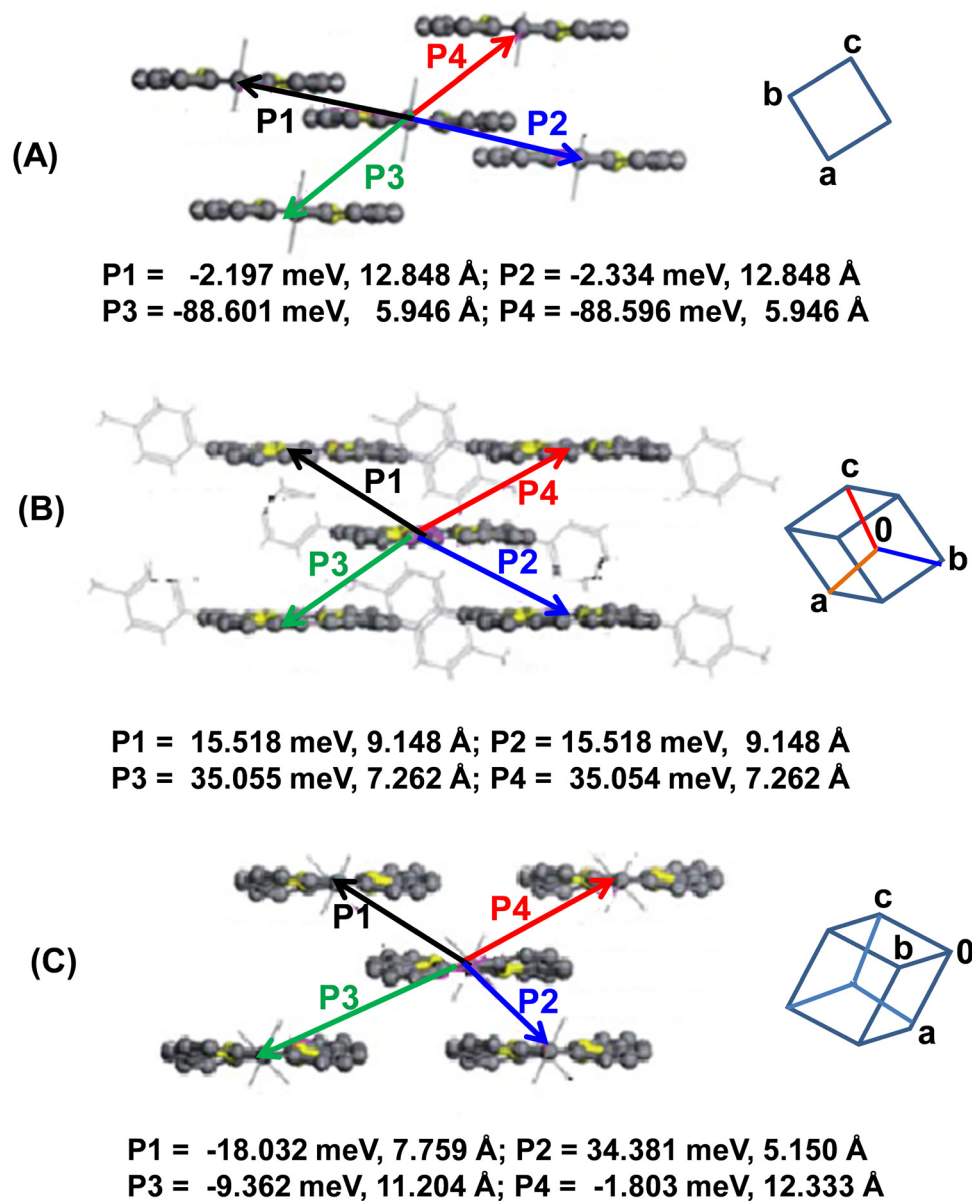 P4
c
b
P1
P2
(A)
P3
a
P1 = -2.197 meV, 12.848 Å; P2 = -2.334 meV, 12.848 Å
P3 = -88.601 meV, 5.946 Å; P4 = -88.596 meV, 5.946 Å
P1
P4
c
(B)
0
P3
P2
b
a
P1 = 15.518 meV, 9.148 Å; P2 = 15.518 meV, 9.148 Å
P3 = 35.055 meV, 7.262 Å; P4 = 35.054 meV, 7.262 Å
P1
P4
c
b
0
(C)
P3
P2
a
P1 = -18.032 meV, 7.759 Å; P2 = 34.381 meV, 5.150 Å
P3 = -9.362 meV, 11.204 Å; P4 = -1.803 meV, 12.333 Å